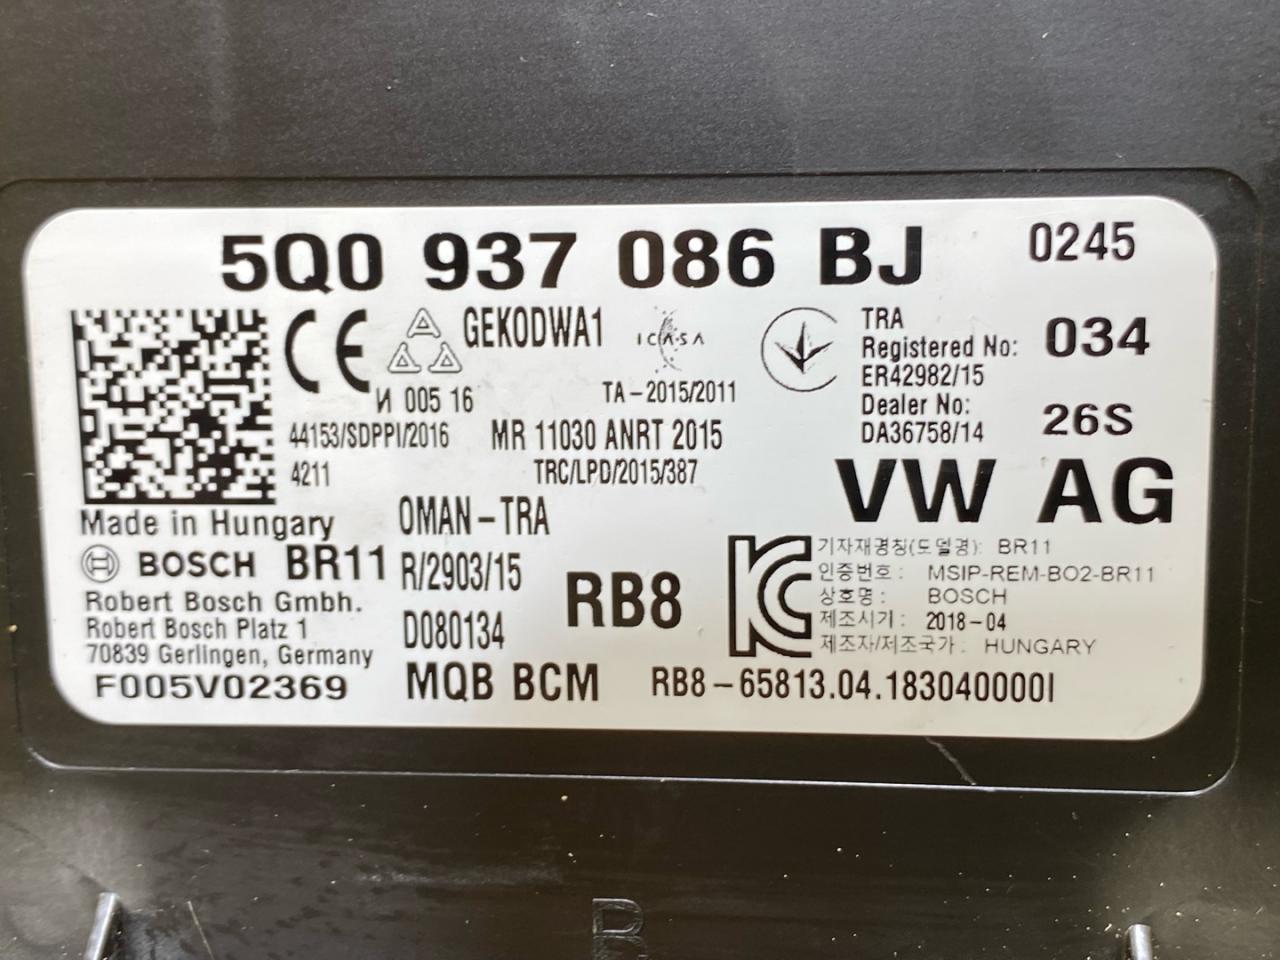 5Q0 937 086 BJ 0245
CE GEKODWA1 ICASA TRA
Registered No: 034
ER42982/15
И 005 16 TA-2015/2011
Dealer No:
DA36758/14 26S
44153/SDPPI/2016 MR 11030 ANRT 2015
4211 TRC/LPD/2015/387
VW AG
Made in Hungary OMAN-TRA
BOSCH BR11 R/2903/15 RB8
Robert Bosch Gmbh.
Robert Bosch Platz 1 D080134
70839 Gerlingen, Germany
F005V02369 MQB BCM
기자재명칭(도델명): BR11
인증번호: MSIP-REM-BO2-BR11
상호명: BOSCH
제조시기: 2018-04
제조자/제조국가: HUNGARY
RB8-65813.04.1830400001